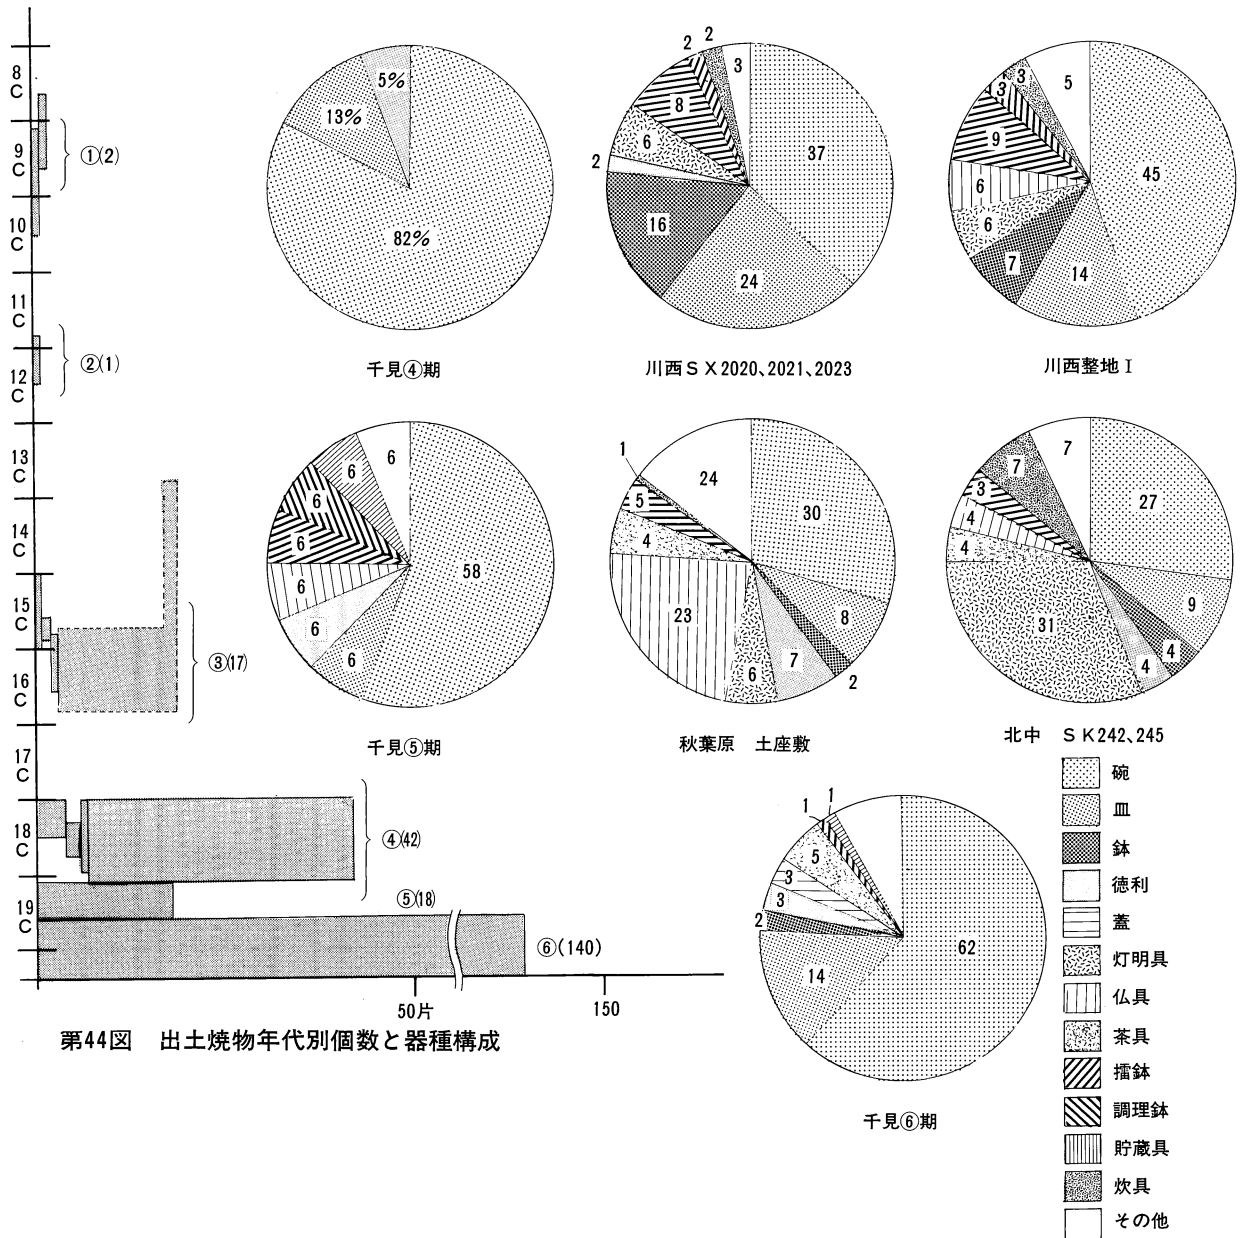 8
C
9
C
10
C
11
C
12
C
13
C
14
C
15
C
16
C
17
C
18
C
19
C
①(2)
②(1)
③(17)
④(42)
⑤(18)
⑥(140)
50片
150
第44図　出土焼物年代別個数と器種構成
5%
13%
82%
千見④期
2
2
3
8
6
2
16
37
24
川西ＳＸ2020、2021、2023
3
3
5
9
6
6
7
14
45
川西整地Ⅰ
6
6
6
6
6
6
6
58
千見⑤期
1
24
5
4
23
6
7
2
8
30
秋葉原　土座敷
7
7
3
4
4
31
4
4
9
27
北中　ＳＫ242、245
1
1
5
3
3
2
14
62
千見⑥期
碗
皿
鉢
徳利
蓋
灯明具
仏具
茶具
擂鉢
調理鉢
貯蔵具
炊具
その他